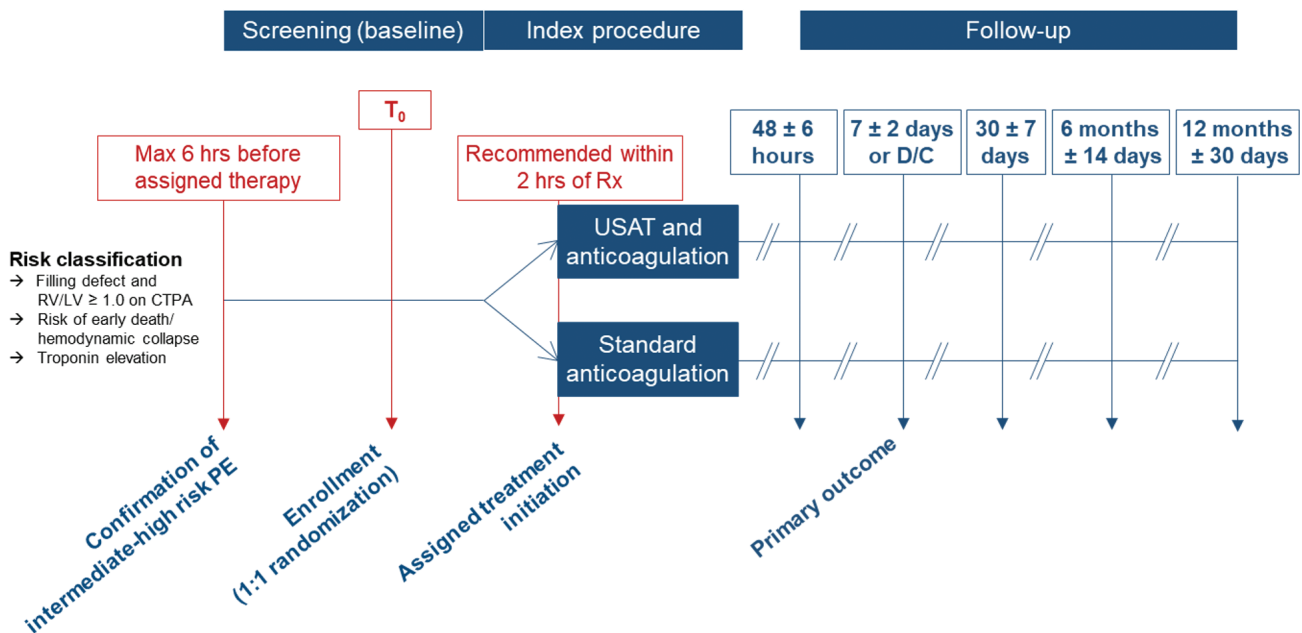 Screening (baseline)
Index procedure
Follow-up
T₀
Max 6 hrs before
assigned therapy
Recommended within
2 hrs of Rx
48 ± 6
hours
7 ± 2 days
or D/C
30 ± 7
days
6 months
± 14 days
12 months
± 30 days
Risk classification
→ Filling defect and
RV/LV ≥ 1.0 on CTPA
→ Risk of early death/
hemodynamic collapse
→ Troponin elevation
USAT and
anticoagulation
Standard
anticoagulation
Confirmation of
intermediate-high risk PE
Enrollment
(1:1 randomization)
Assigned treatment
initiation
Primary outcome